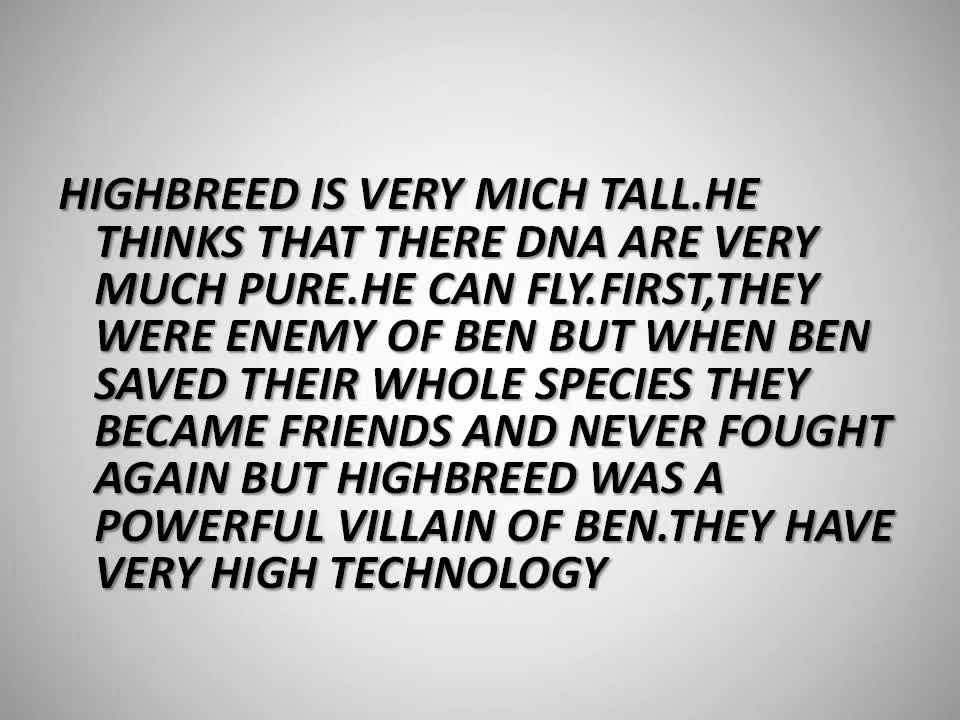 HIGHBREED IS VERY MICH TALL.HE
THINKS THAT THERE DNA ARE VERY
MUCH PURE.HE CAN FLY.FIRST,THEY
WERE ENEMY OF BEN BUT WHEN BEN
SAVED THEIR WHOLE SPECIES THEY
BECAME FRIENDS AND NEVER FOUGHT
AGAIN BUT HIGHBREED WAS A
POWERFUL VILLAIN OF BEN.THEY HAVE
VERY HIGH TECHNOLOGY